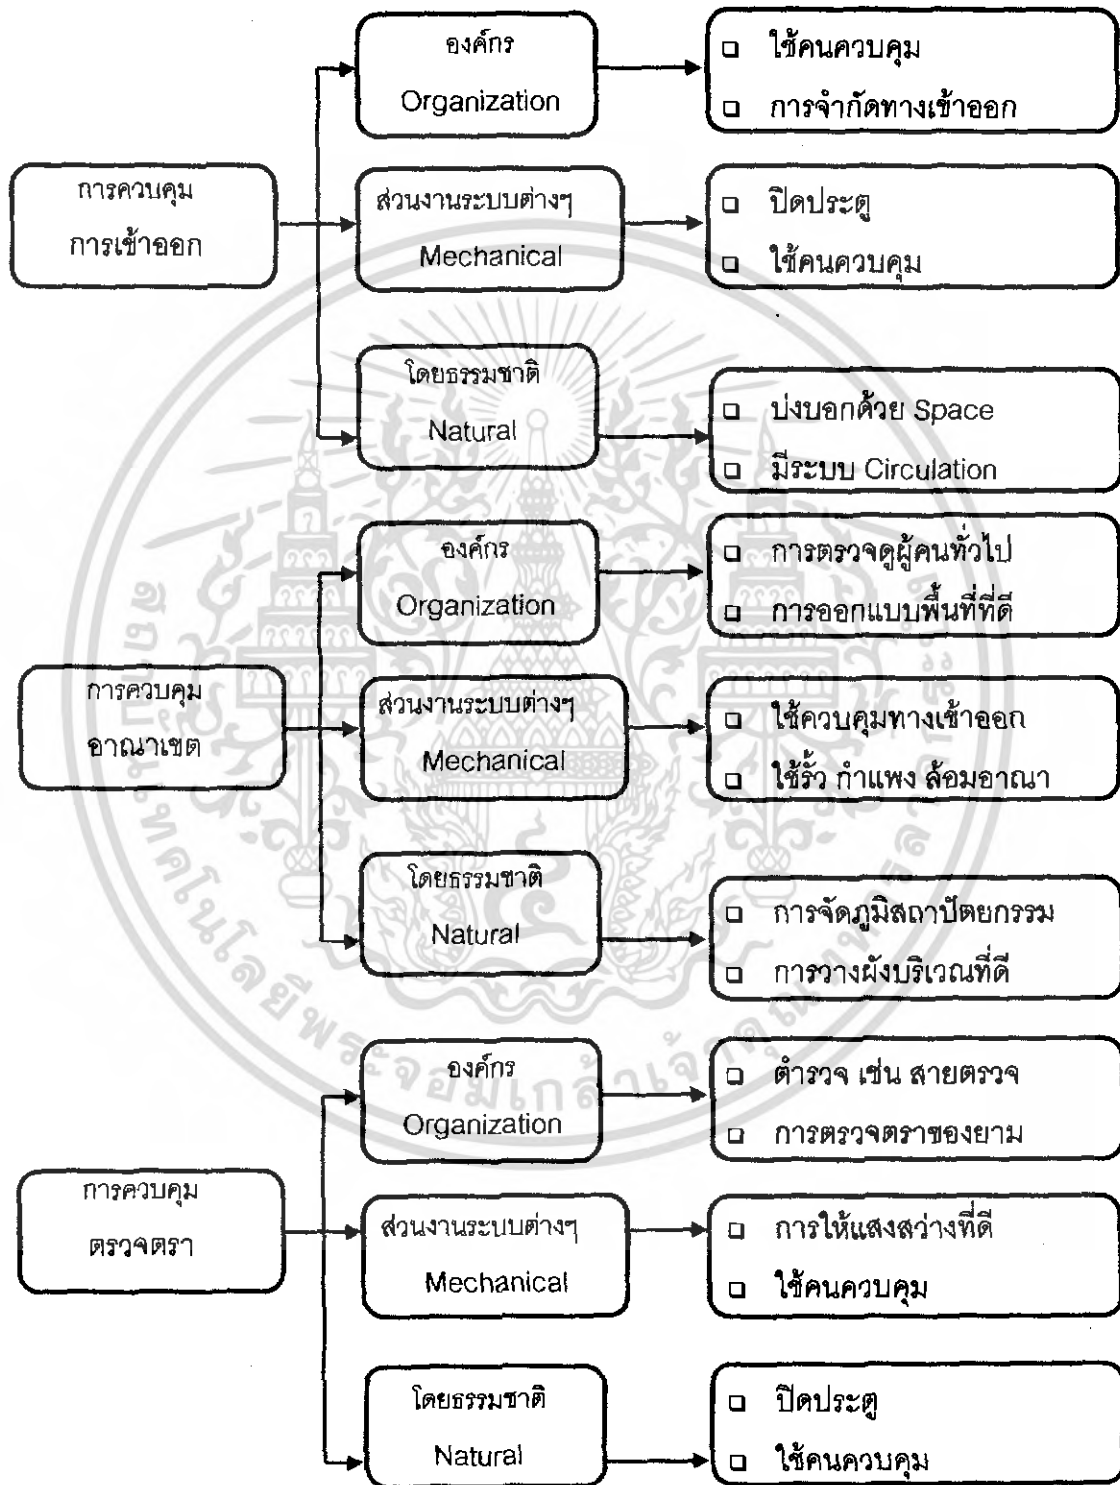 การควบคุม
การเข้าออก
องค์กร
Organization
❑ ใช้คนควบคุม
❑ การจำกัดทางเข้าออก
ส่วนงานระบบต่างๆ
Mechanical
❑ ปิดประตู
❑ ใช้คนควบคุม
โดยธรรมชาติ
Natural
❑ บ่งบอกด้วย Space
❑ มีระบบ Circulation
การควบคุม
อาณาเขต
องค์กร
Organization
❑ การตรวจดูผู้คนทั่วไป
❑ การออกแบบพื้นที่ที่ดี
ส่วนงานระบบต่างๆ
Mechanical
❑ ใช้ควบคุมทางเข้าออก
❑ ใช้รั้ว กำแพง ล้อมอาณา
โดยธรรมชาติ
Natural
❑ การจัดภูมิสถาปัตยกรรม
❑ การวางผังบริเวณที่ดี
การควบคุม
ตรวจตรา
องค์กร
Organization
❑ ตำรวจ เช่น สายตรวจ
❑ การตรวจตราของยาม
ส่วนงานระบบต่างๆ
Mechanical
❑ การให้แสงสว่างที่ดี
❑ ใช้คนควบคุม
โดยธรรมชาติ
Natural
❑ ปิดประตู
❑ ใช้คนควบคุม